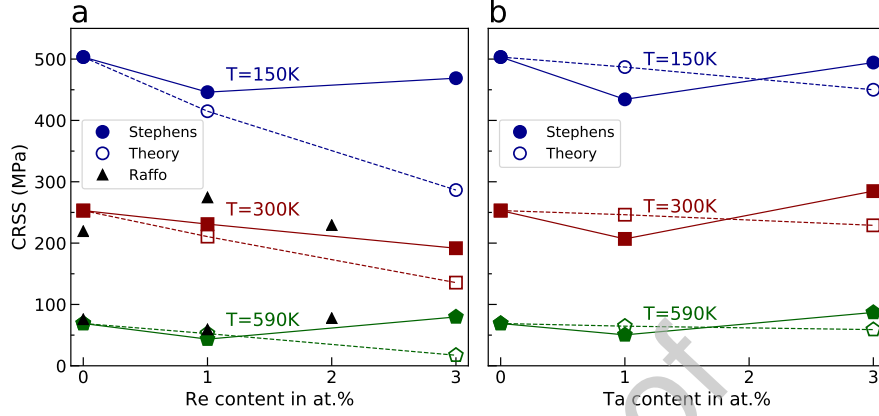 a
CRSS (MPa)
500
400
300
200
100
0
T=150K
Stephens
Theory
Raffo
T=300K
T=590K
0 1 2 3
Re content in at.%
b
T=150K
Stephens
Theory
T=300K
T=590K
0 1 2 3
Ta content in at.%
of